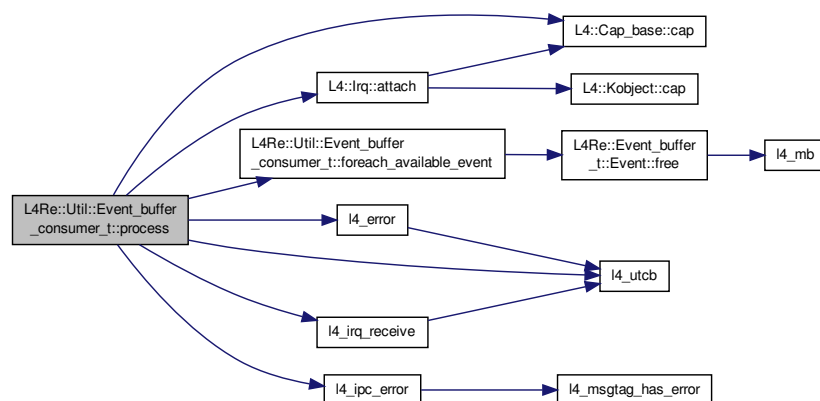 L4::Cap_base::cap
L4::Irq::attach
L4::Kobject::cap
L4Re::Util::Event_buffer
_consumer_t::foreach_available_event
L4Re::Event_buffer
_t::Event::free
l4_mb
L4Re::Util::Event_buffer
_consumer_t::process
l4_error
l4_utcb
l4_irq_receive
l4_ipc_error
l4_msgtag_has_error